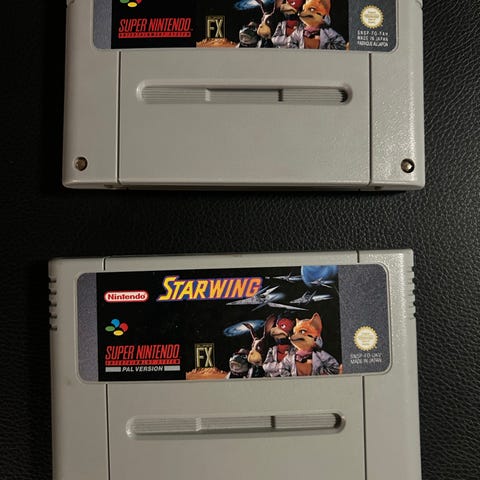 SUPER NINTENDO
ENTERTAINMENT SYSTEM
FX
SNSP-FO-FAH
MADE IN JAPAN
FABRIQUE AU JAPON
Nintendo
STARWING
SUPER NINTENDO
ENTERTAINMENT SYSTEM
PAL VERSION
FX
SNSP-FO-UKV
MADE IN JAPAN